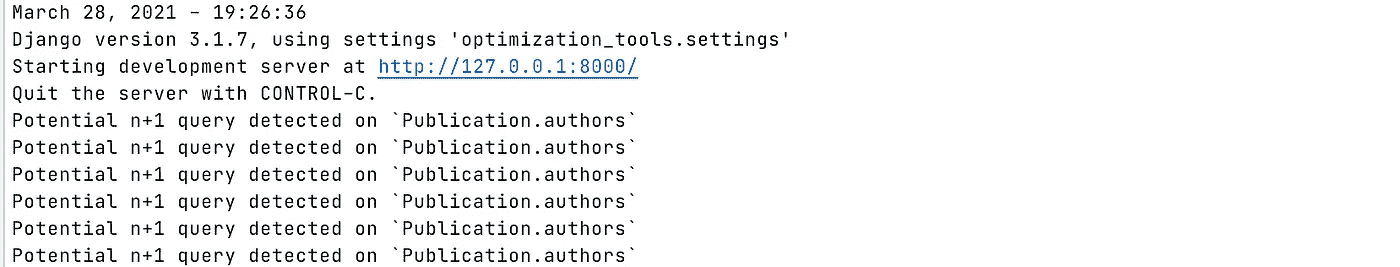 March 28, 2021 - 19:26:36
Django version 3.1.7, using settings 'optimization_tools.settings'
Starting development server at http://127.0.0.1:8000/
Quit the server with CONTROL-C.
Potential n+1 query detected on `Publication.authors`
Potential n+1 query detected on `Publication.authors`
Potential n+1 query detected on `Publication.authors`
Potential n+1 query detected on `Publication.authors`
Potential n+1 query detected on `Publication.authors`
Potential n+1 query detected on `Publication.authors`